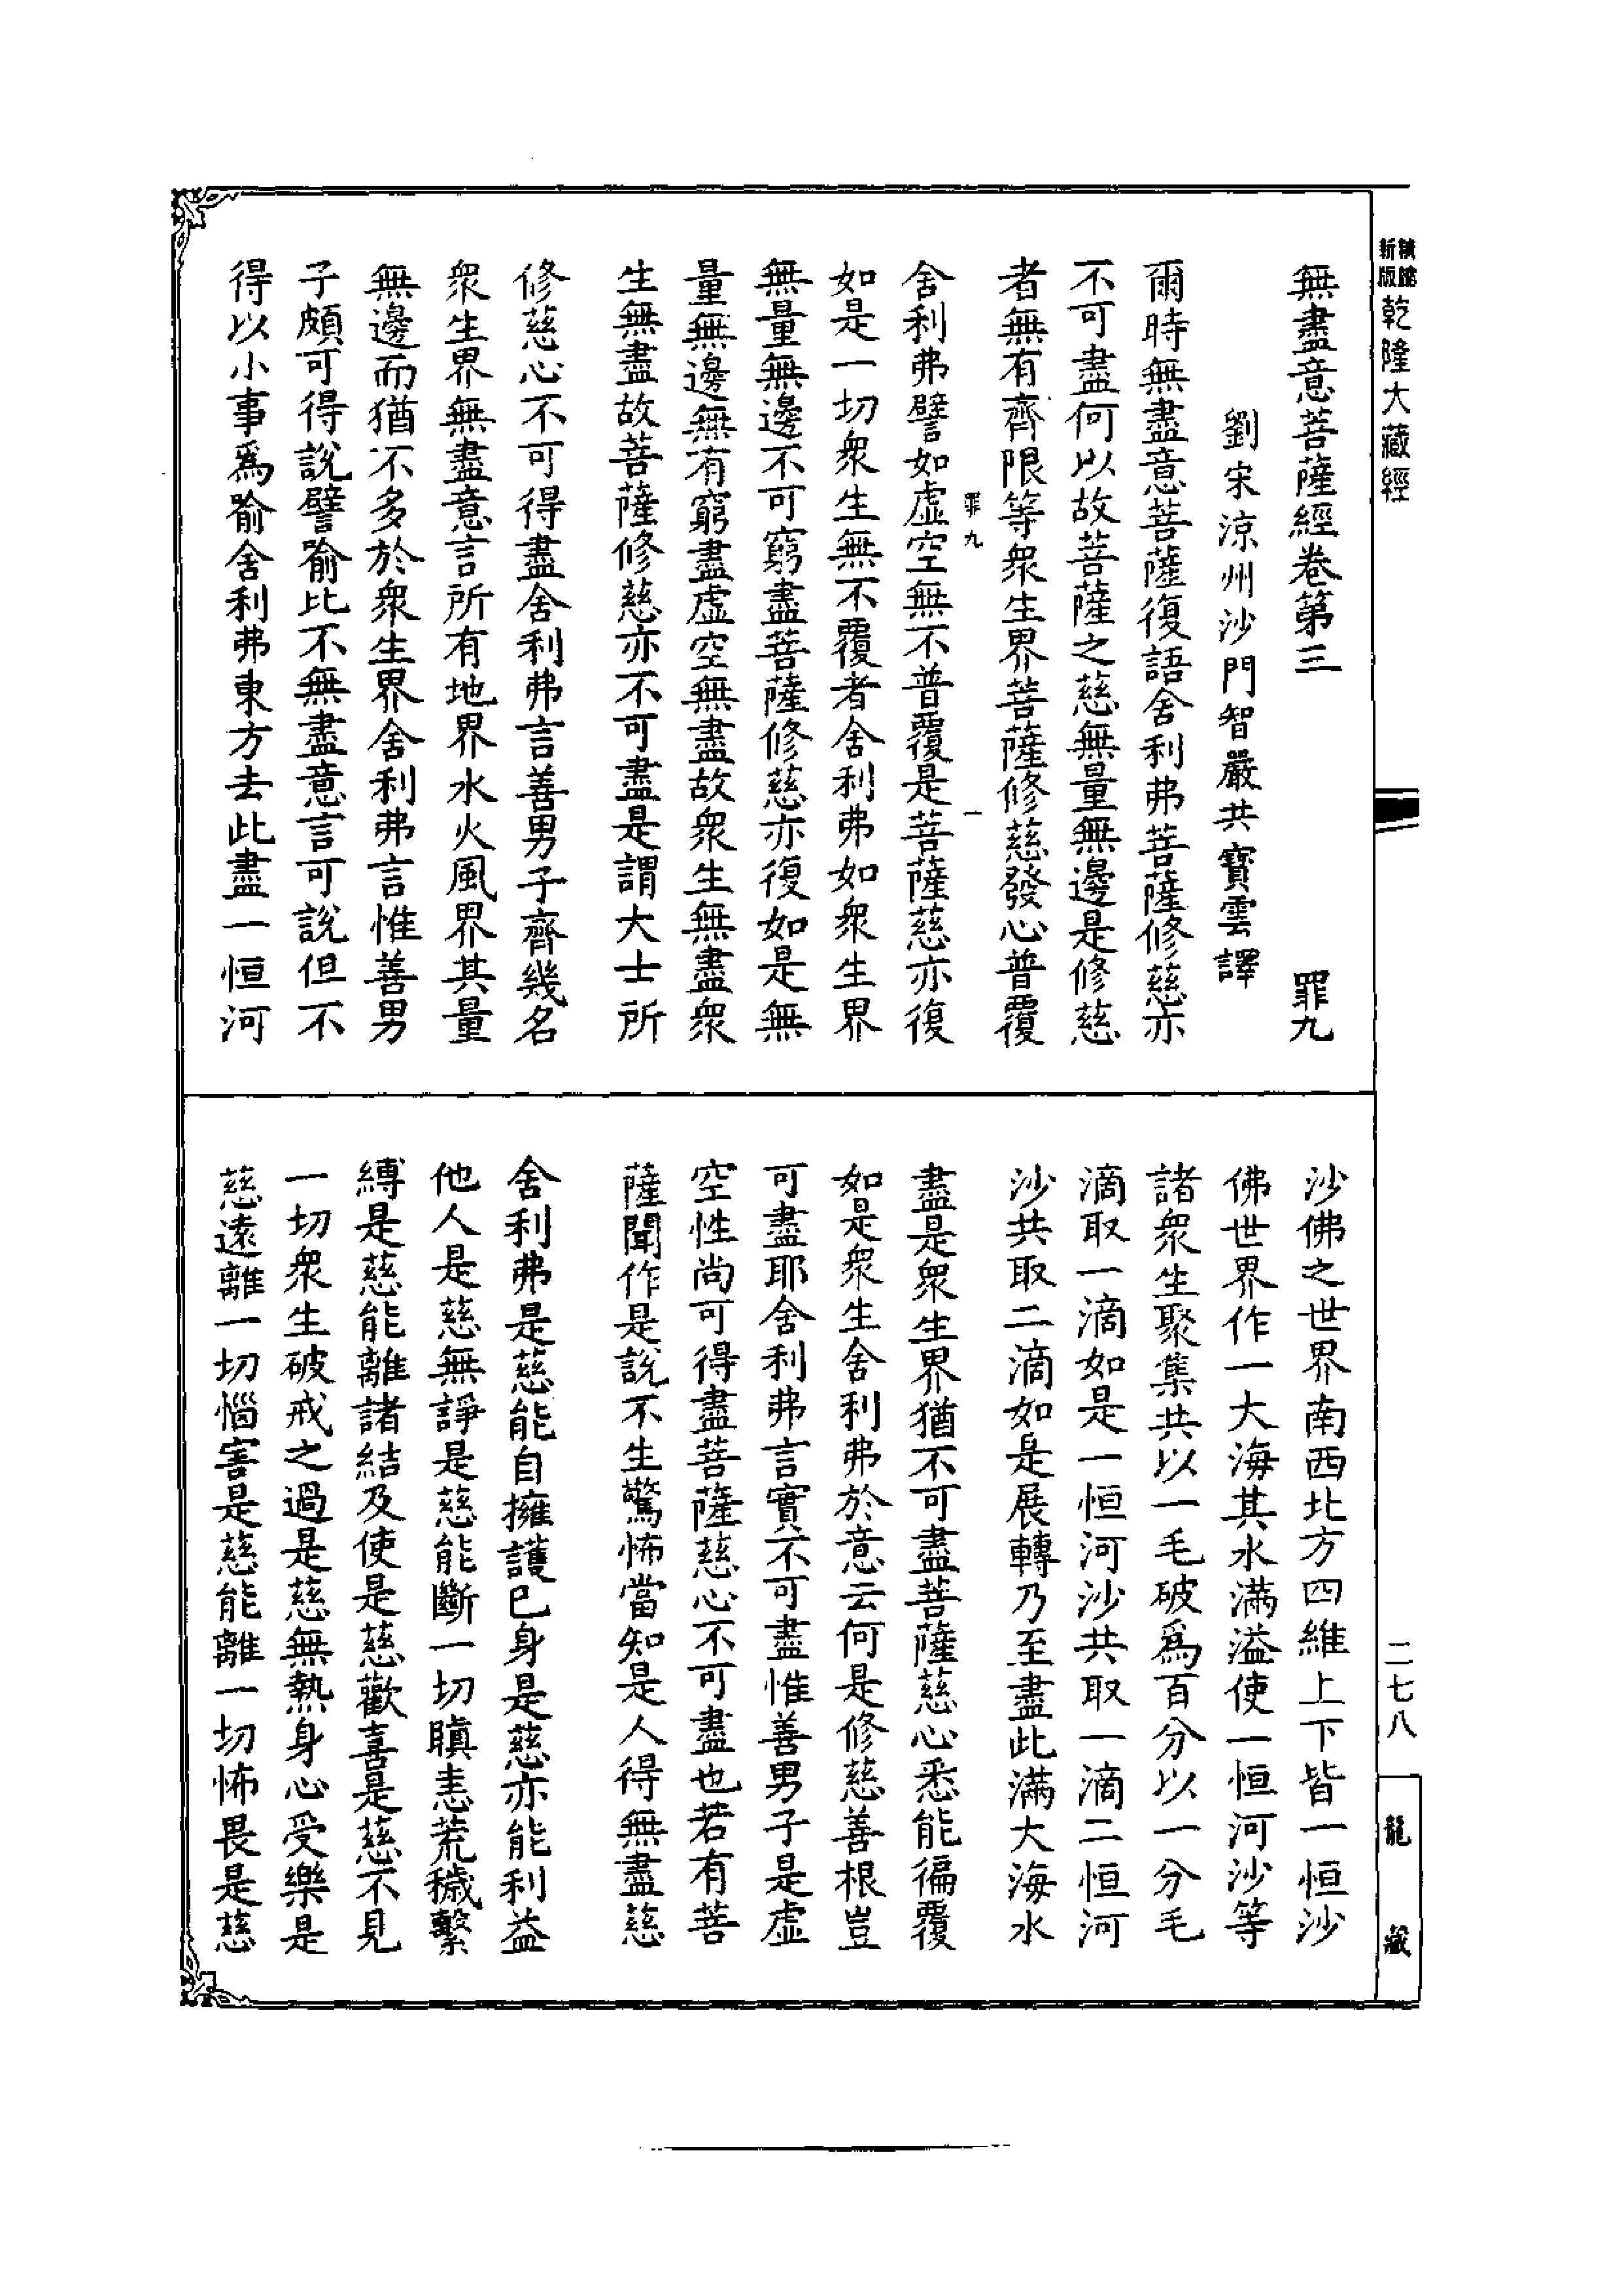 新版
乾隆大藏經
無盡意菩薩經卷第三 罪九
劉宋涼州沙門智嚴共寶雲譯
爾時無盡意菩薩復語舍利弗菩薩修慈亦
不可盡何以故菩薩之慈無量無邊是修慈
者無有齊限等衆生界菩薩修慈發心普覆
罪九 一
舍利弗譬如虛空無不普覆是菩薩慈亦復
如是一切衆生無不覆者舍利弗如衆生界
無量無邊不可窮盡菩薩修慈亦復如是無
量無邊無有窮盡虛空無盡故衆生無盡衆
生無盡故菩薩修慈亦不可盡是謂大士所
修慈心不可得盡舍利弗言善男子齊幾名
衆生界無盡意言所有地界水火風界其量
無邊而猶不多於衆生界舍利弗言惟善男
子頗可得說譬喻比不無盡意言可說但不
得以小事爲喻舍利弗東方去此盡一恒河
沙佛之世界南西北方四維上下皆一恒沙
佛世界作一大海其水滿溢使一恒河沙等
諸衆生聚集共以一毛破爲百分以一分毛
滴取一滴如是一恒河沙共取一滴二恒河
沙共取二滴如是展轉乃至盡此滿大海水
盡是衆生界猶不可盡菩薩慈心悉能徧覆
如是衆生舍利弗於意云何是修慈善根豈
可盡耶舍利弗言實不可盡惟善男子是虛
空性尚可得盡菩薩慈心不可盡也若有菩
薩聞作是說不生驚怖當知是人得無盡慈
舍利弗是慈能自擁護已身是慈亦能利益
他人是慈無諍是慈能斷一切瞋恚荒穢繫
縛是慈能離諸結及使是慈歡喜是慈不見
一切衆生破戒之過是慈無熱身心受樂是
慈遠離一切惱害是慈能離一切怖畏是慈
二七八
龍藏